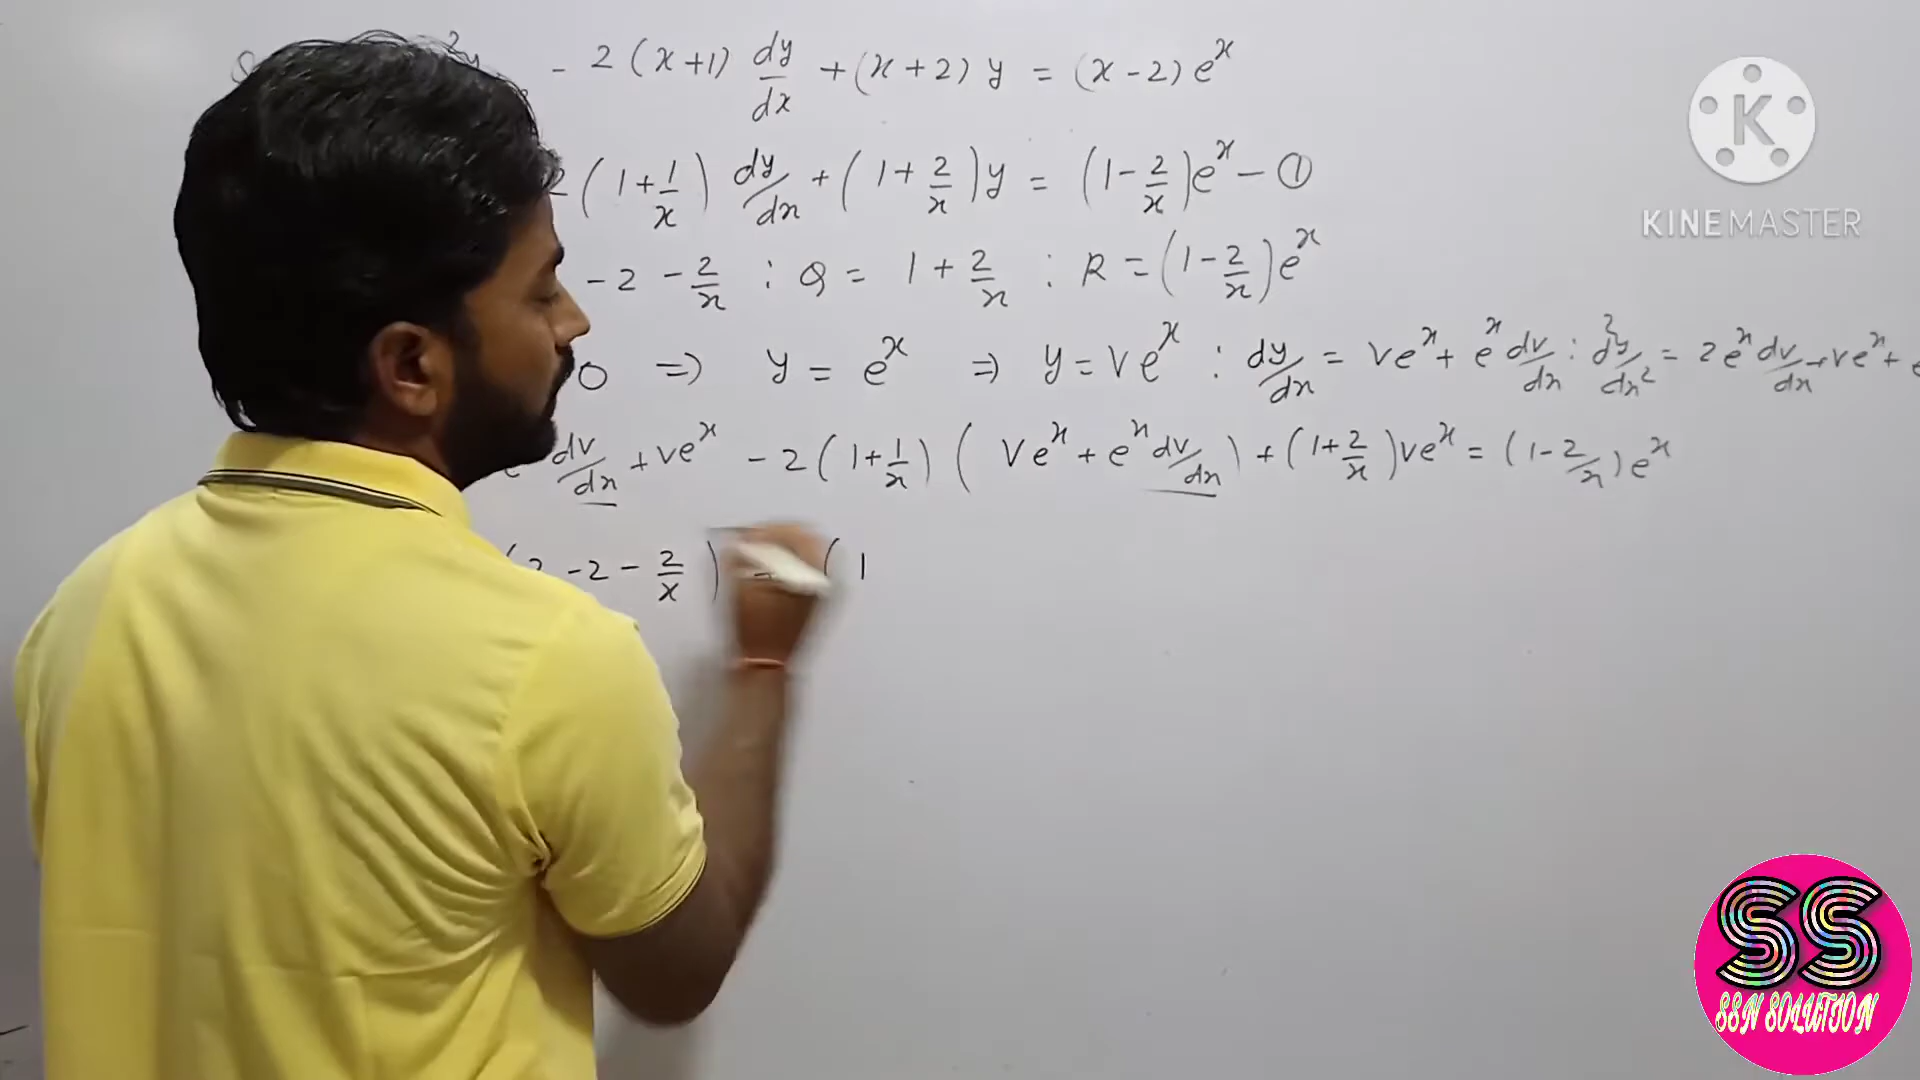 - 2 (x+1) dy/dx + (x+2) y = (x-2) e^x
2 (1+1/x) dy/dx + (1+2/x) y = (1-2/x) e^x - ①
-2 - 2/x : Q = 1 + 2/x : R = (1-2/x) e^x
0 ⇒ y = e^x ⇒ y = Ve^x : dy/dx = Ve^x + e^x dv/dx : d²y/dx² = 2e^x dv/dx + ve^x +
dv/dx + ve^x - 2 (1+1/x) (Ve^x + e^x dv/dx) + (1+2/x) ve^x = (1-2/x) e^x
- 2 - 2/x ) ( 1
K
KINEMASTER
SS
SSN SOLUTION